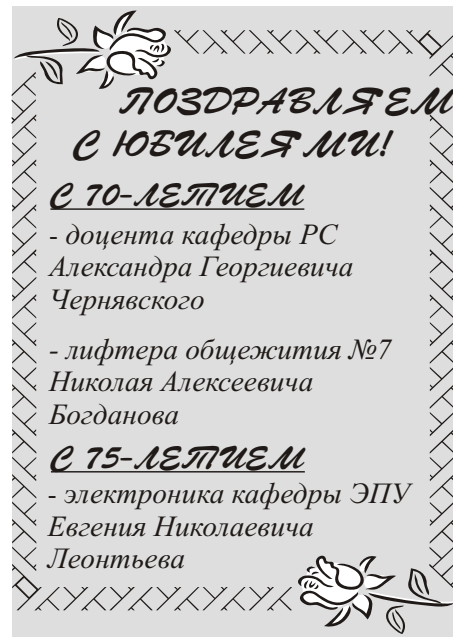 ПОЗДРАВЛЯЕМ
С ЮБИЛЕЯМИ!
С 70-ЛЕТИЕМ
- доцента кафедры РС
Александра Георгиевича
Чернявского
- лифтера общежития №7
Николая Алексеевича
Богданова
С 75-ЛЕТИЕМ
- электроника кафедры ЭПУ
Евгения Николаевича
Леонтьева